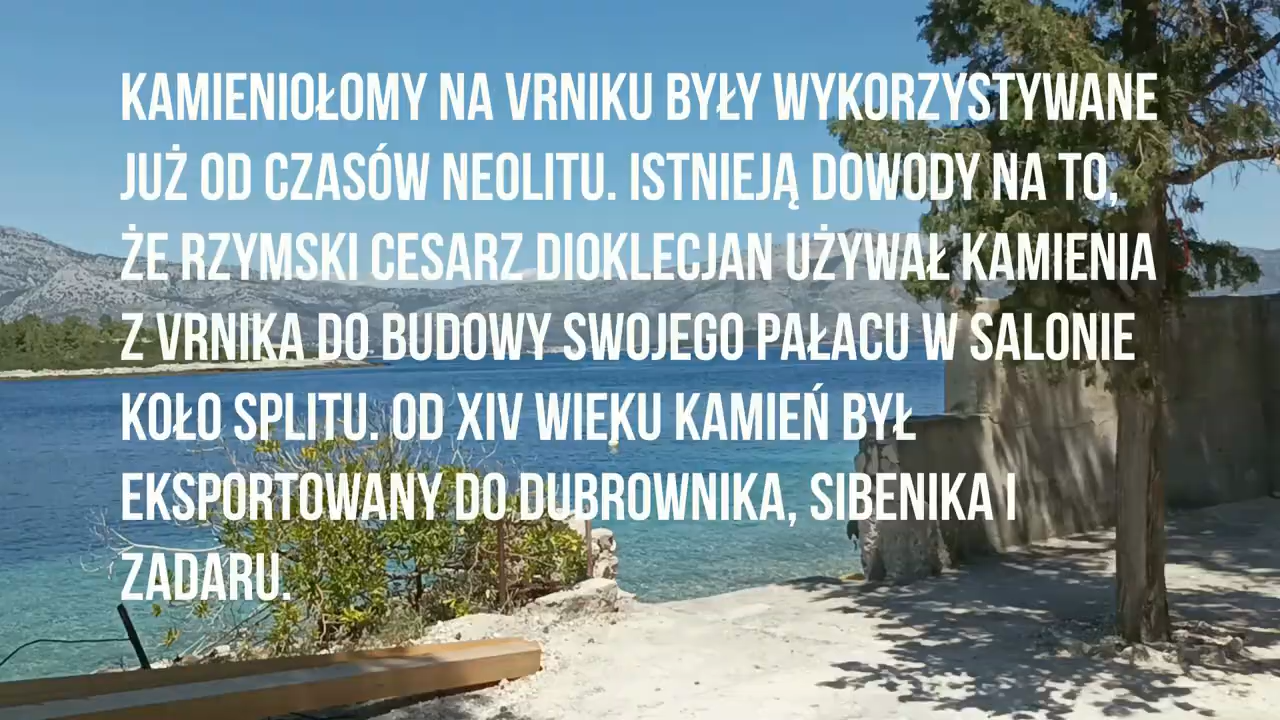 KAMIENIOŁOMY NA VRNIKU BYŁY WYKORZYSTYWANE
JUŻ OD CZASÓW NEOLITU. ISTNIEJĄ DOWODY NA TO,
ŻE RZYMSKI CESARZ DIOKLECJAN UŻYWAŁ KAMIENIA
Z VRNIKA DO BUDOWY SWOJEGO PAŁACU W SALONIE
KOŁO SPLITU. OD XIV WIĘKU KAMIEŃ BYŁ
EKSPORTOWANY DO DUBROWNIKA, SIBENIKA I
ZADARU.